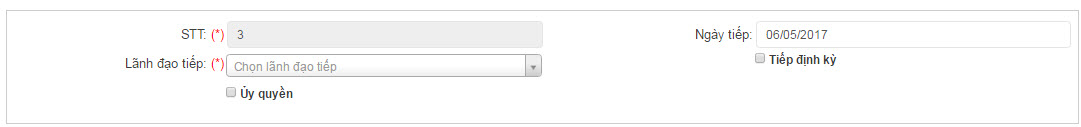 STT: (*) 3 Ngày tiếp: 06/05/2017
Lãnh đạo tiếp: (*) Chọn lãnh đạo tiếp Tiếp định kỳ
Ủy quyền